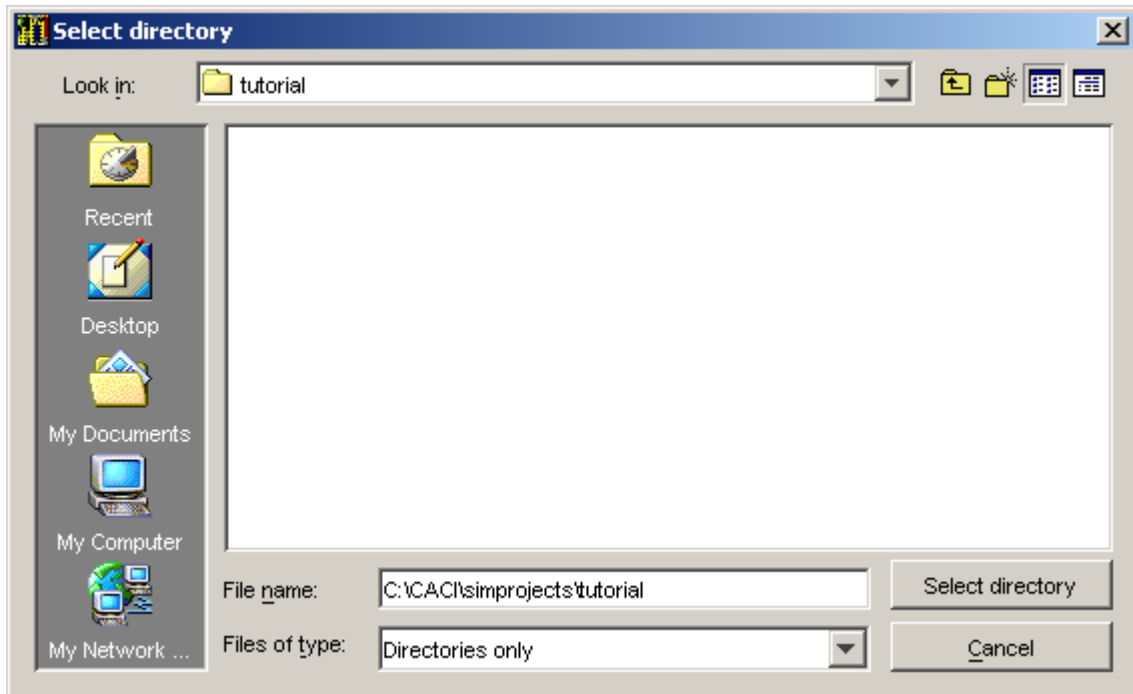 Select directory
Look in:
tutorial
Recent
Desktop
My Documents
My Computer
My Network ...
File name:
C:\CACI\simprojects\tutorial
Select directory
Files of type:
Directories only
Cancel